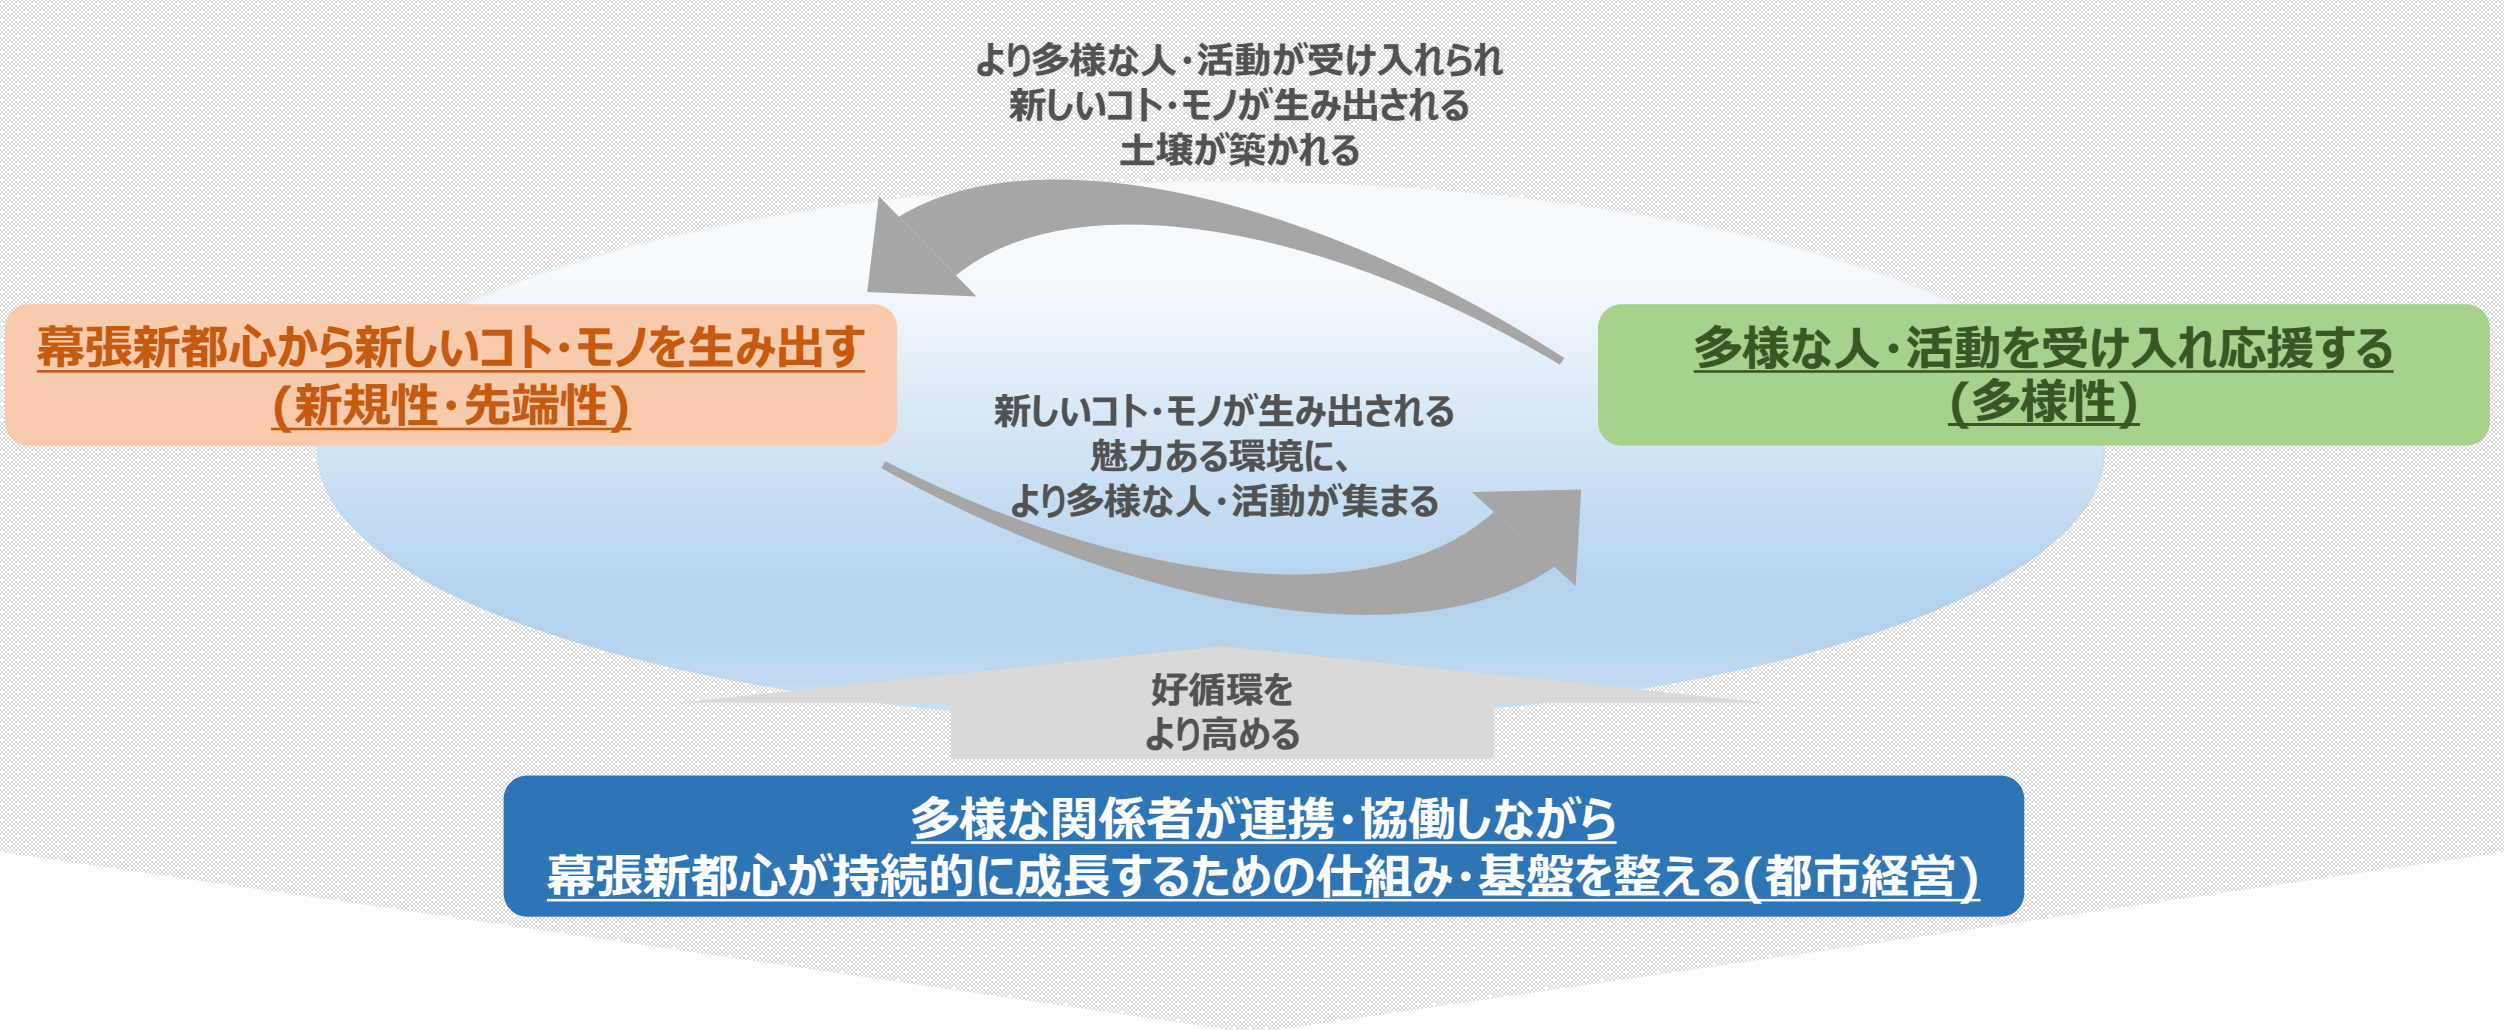 より多様な人・活動が受け入れられ
新しいコト・モノが生み出される
土壌が築かれる
幕張新都心から新しいコト・モノを生み出す
(新規性・先端性)
多様な人・活動を受け入れ応援する
(多様性)
新しいコト・モノが生み出される
魅力ある環境に、
より多様な人・活動が集まる
好循環を
より高める
多様な関係者が連携・協働しながら
幕張新都心が持続的に成長するための仕組み・基盤を整える(都市経営)